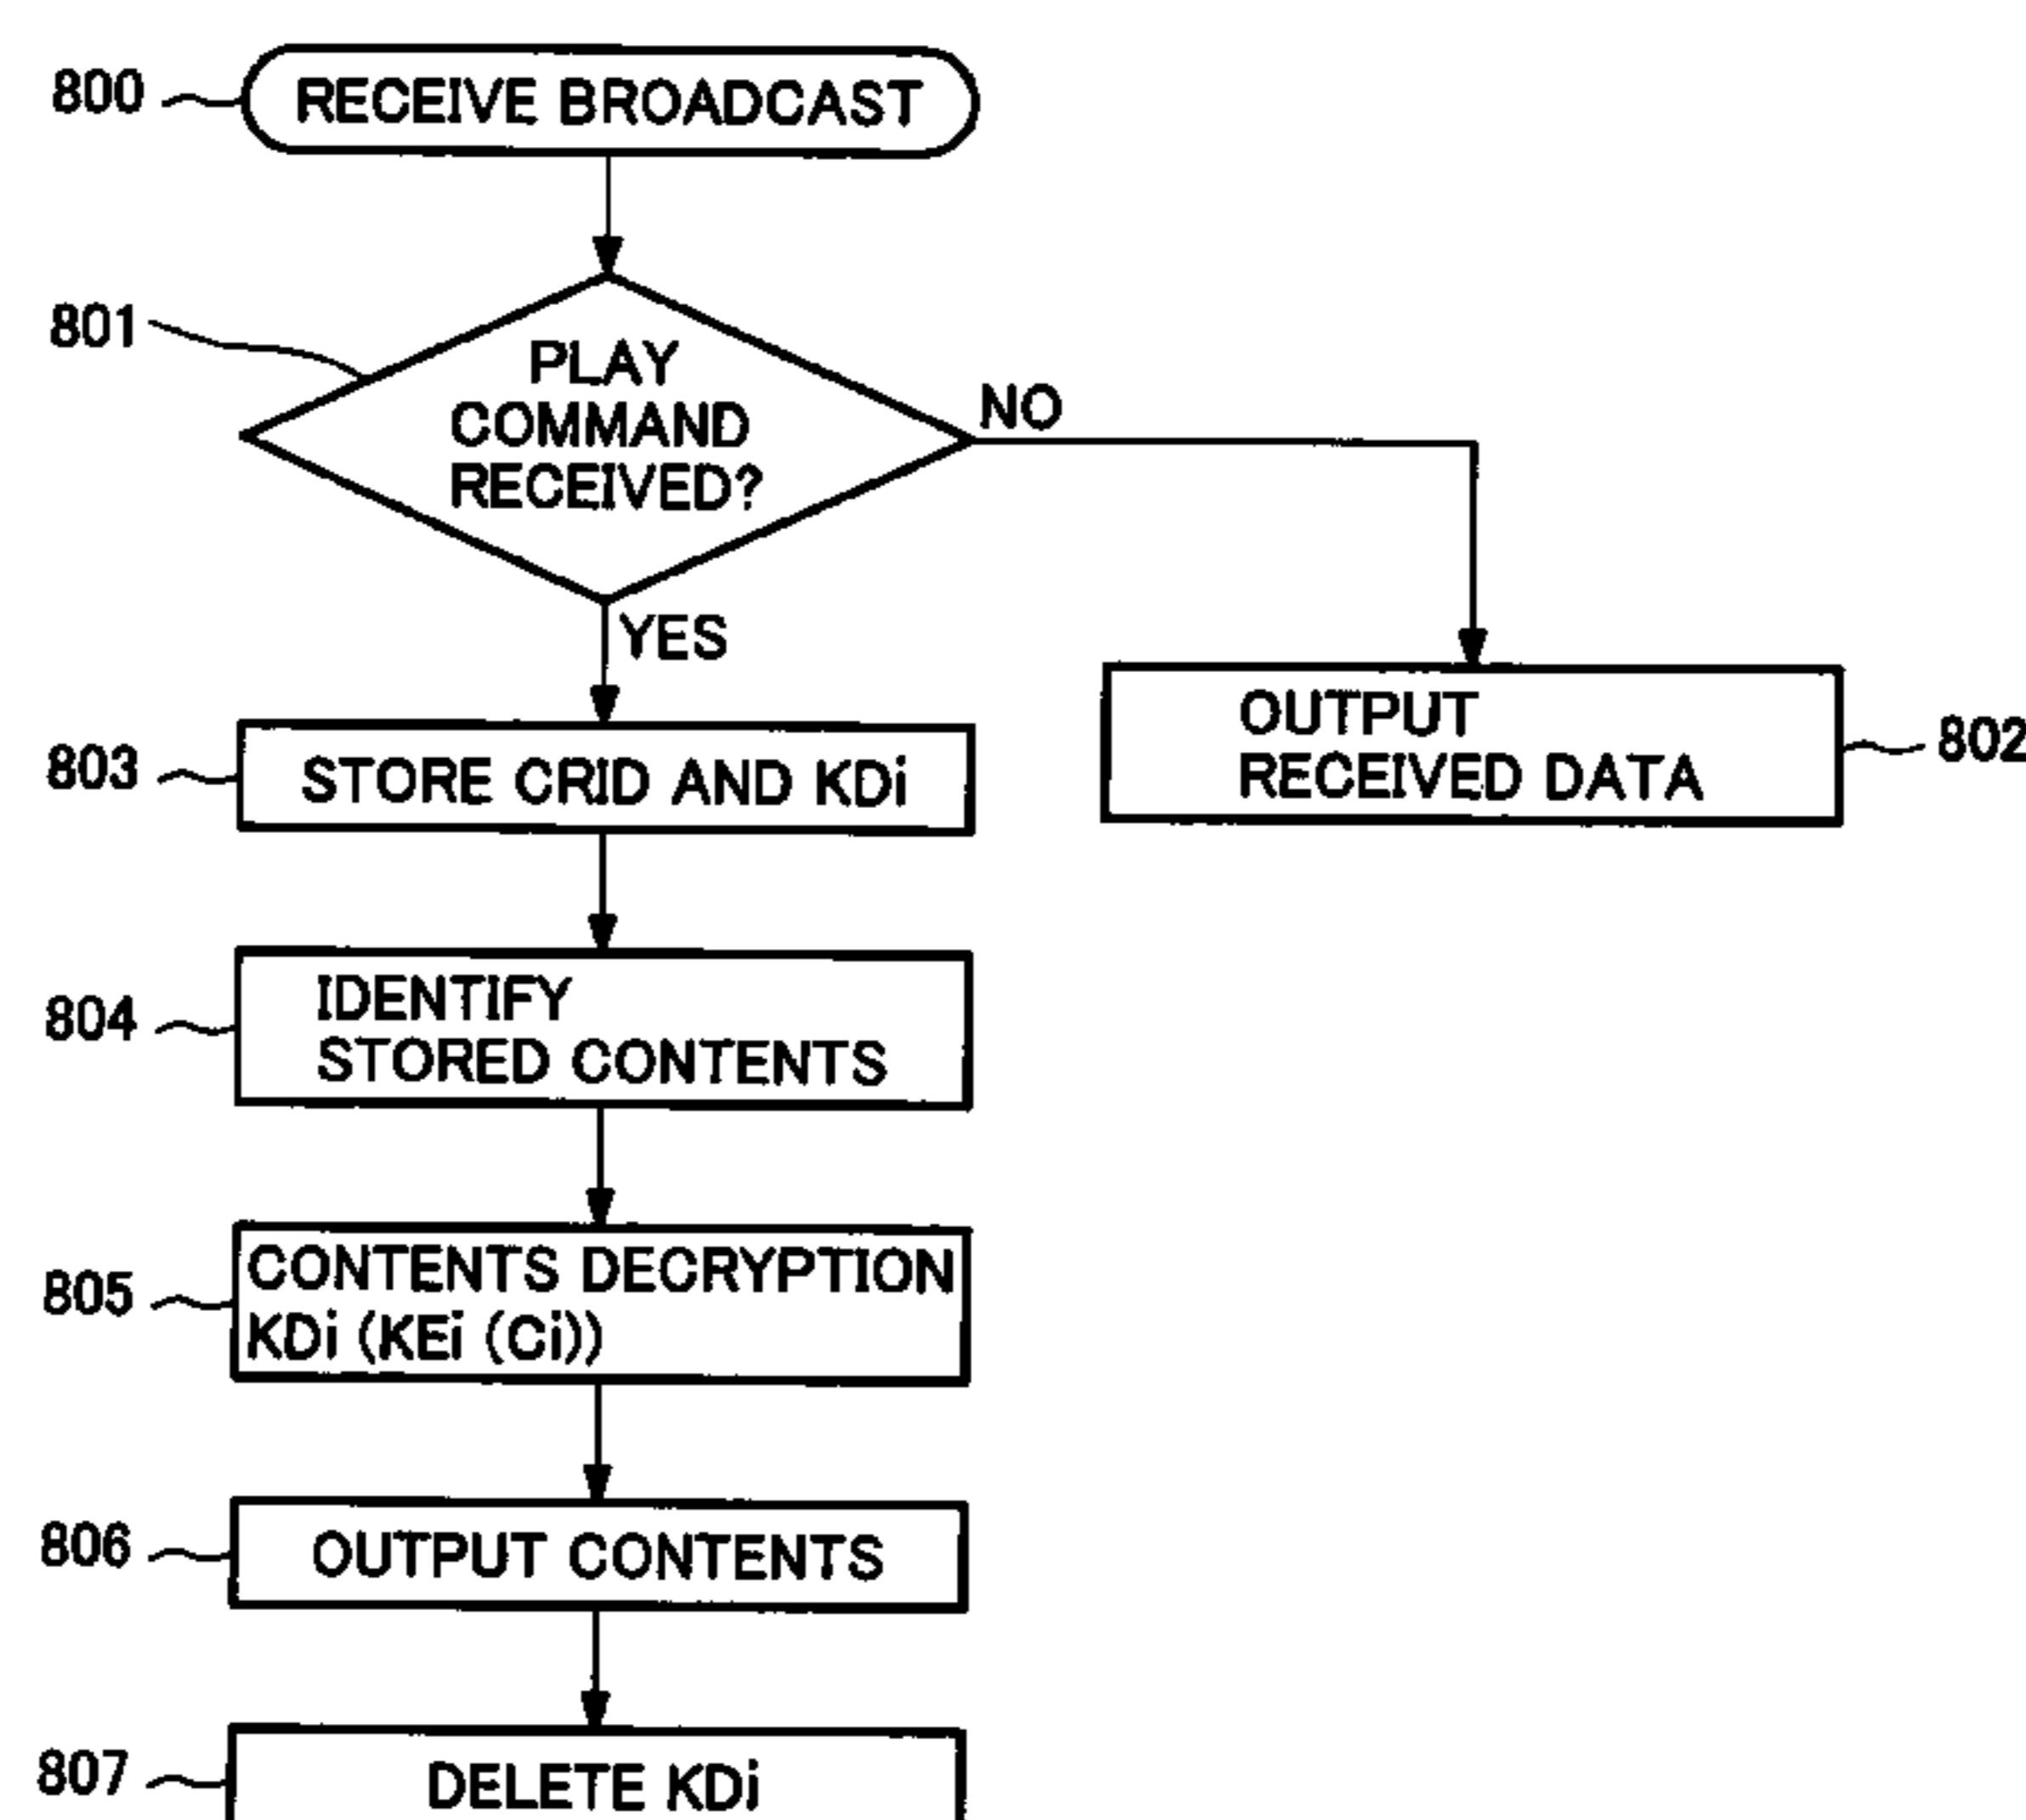 800
RECEIVE BROADCAST
801
PLAY
COMMAND
RECEIVED?
NO
YES
OUTPUT
RECEIVED DATA
802
803
STORE CRID AND KDi
804
IDENTIFY
STORED CONTENTS
805
CONTENTS DECRYPTION
KDi (KEi (Ci))
806
OUTPUT CONTENTS
807
DELETE KDi